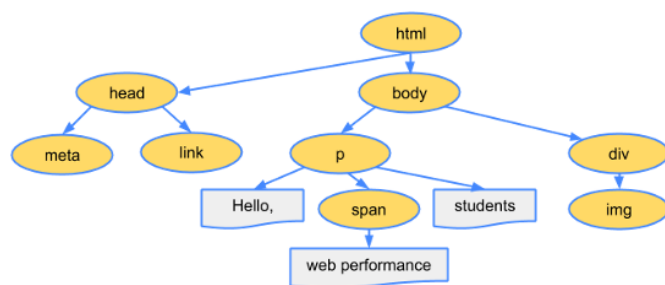 html
head
body
meta
link
p
div
Hello,
span
students
img
web performance